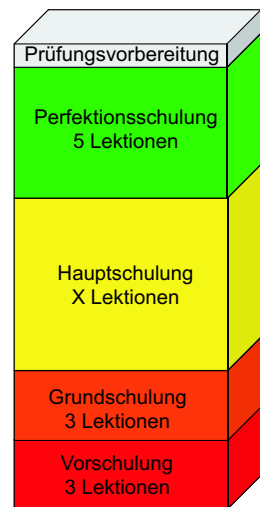 Prüfungsvorbereitung
Perfektionsschulung
5 Lektionen
Hauptschulung
X Lektionen
Grundschulung
3 Lektionen
Vorschulung
3 Lektionen